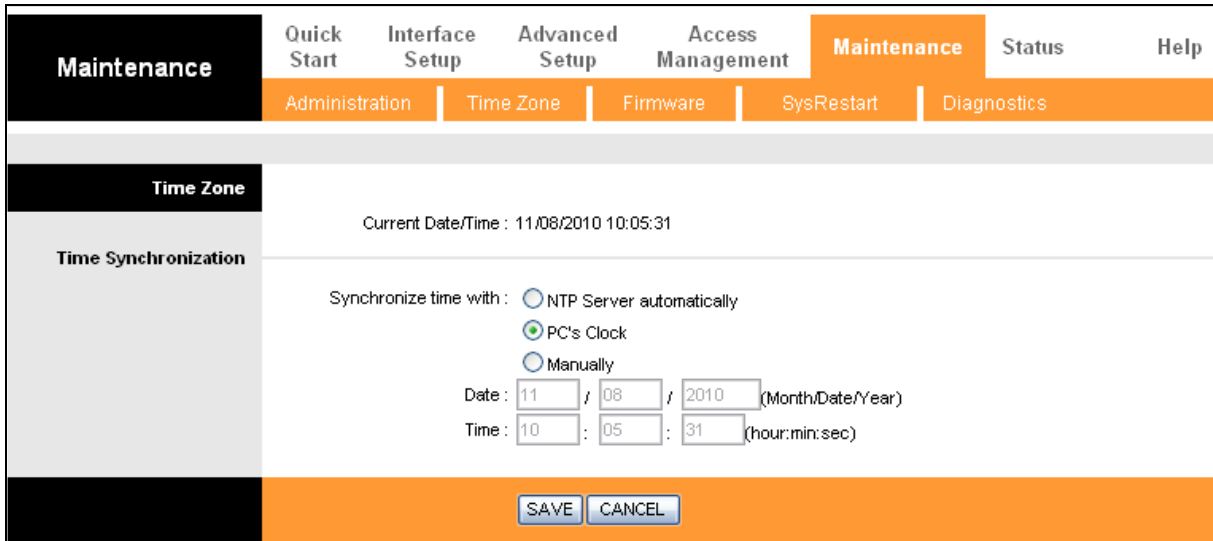 Maintenance
Quick Start
Interface Setup
Advanced Setup
Access Management
Maintenance
Status
Help
Administration
Time Zone
Firmware
SysRestart
Diagnostics
Time Zone
Current Date/Time : 11/08/2010 10:05:31
Time Synchronization
Synchronize time with : NTP Server automatically
PC's Clock
Manually
Date : 11 / 08 / 2010 (Month/Date/Year)
Time : 10 : 05 : 31 (hour:min:sec)
SAVE CANCEL